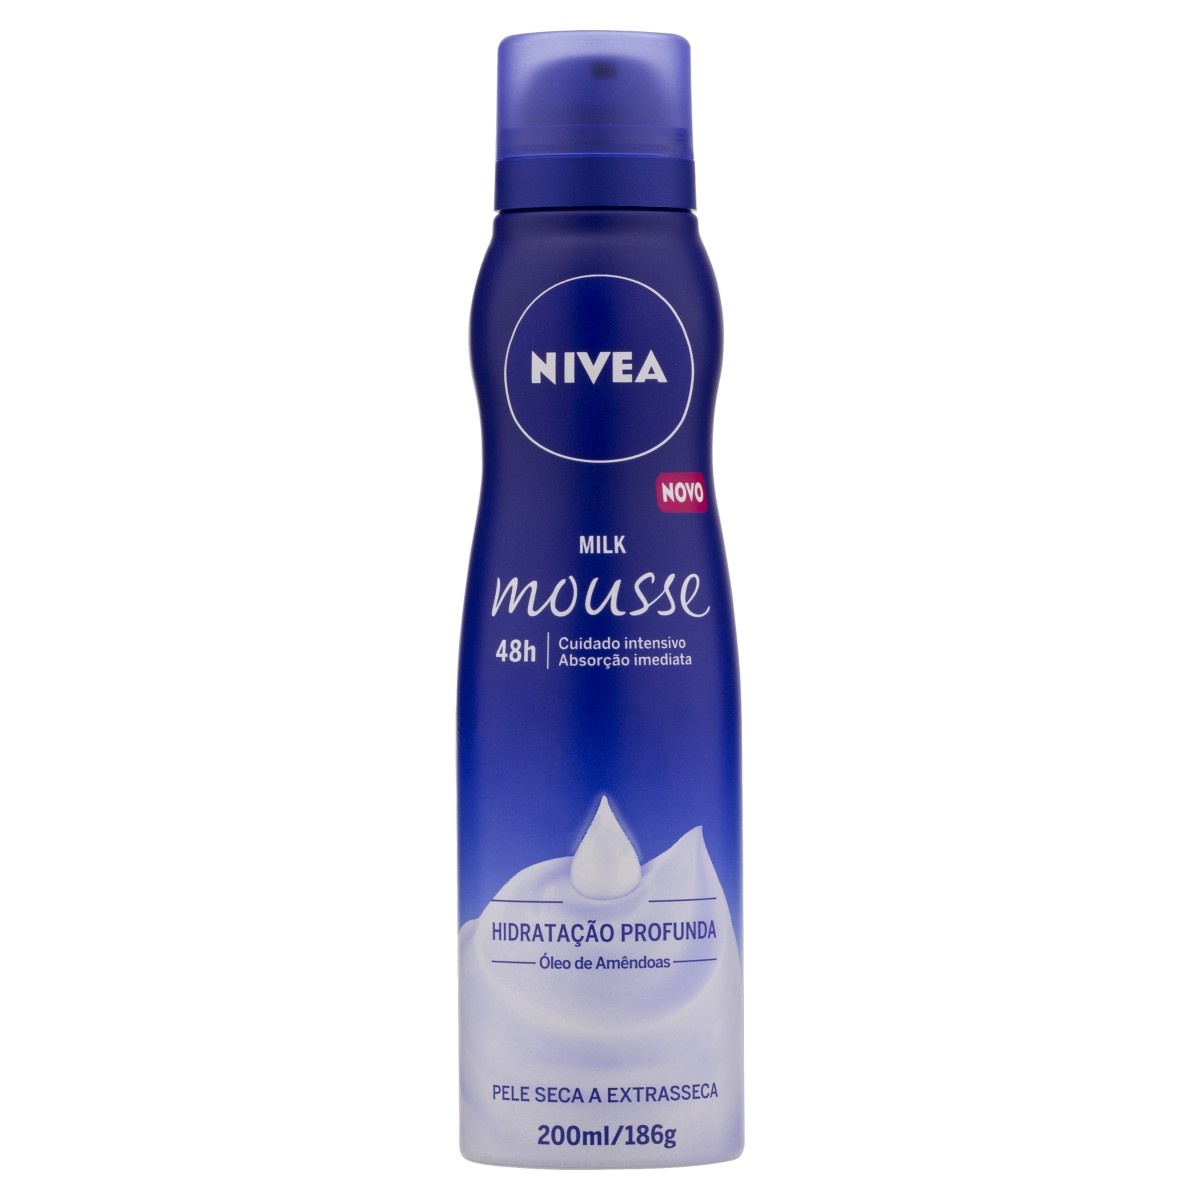 NIVEA
NOVO
MILK
mousse
48h
Cuidado intensivo
Absorção imediata
HIDRATAÇÃO PROFUNDA
Óleo de Amêndoas
PELE SECA A EXTRASSECA
200ml/186g